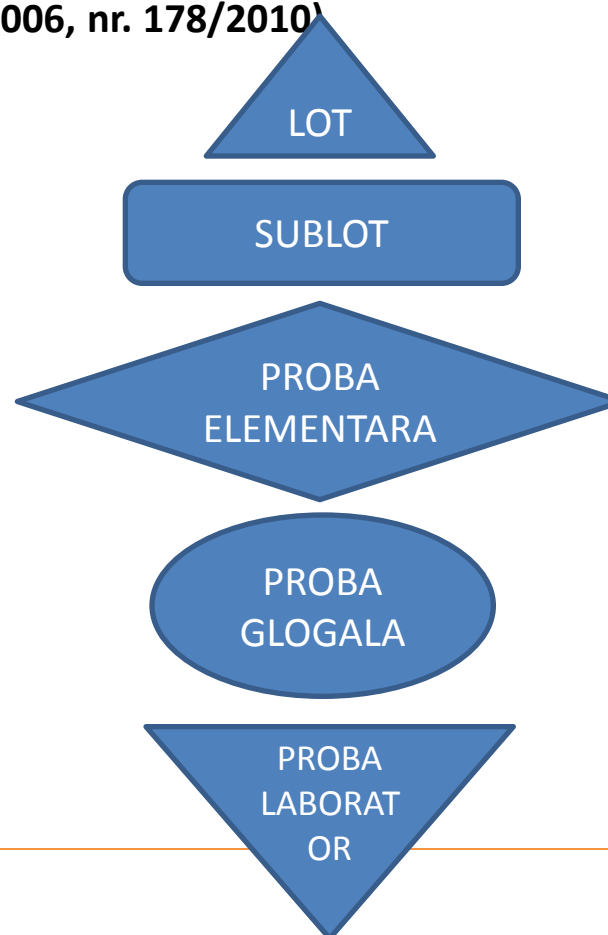 006, nr. 178/2010)
LOT
SUBLOT
PROBA
ELEMENTARA
PROBA
GLOGALA
PROBA
LABORAT
OR